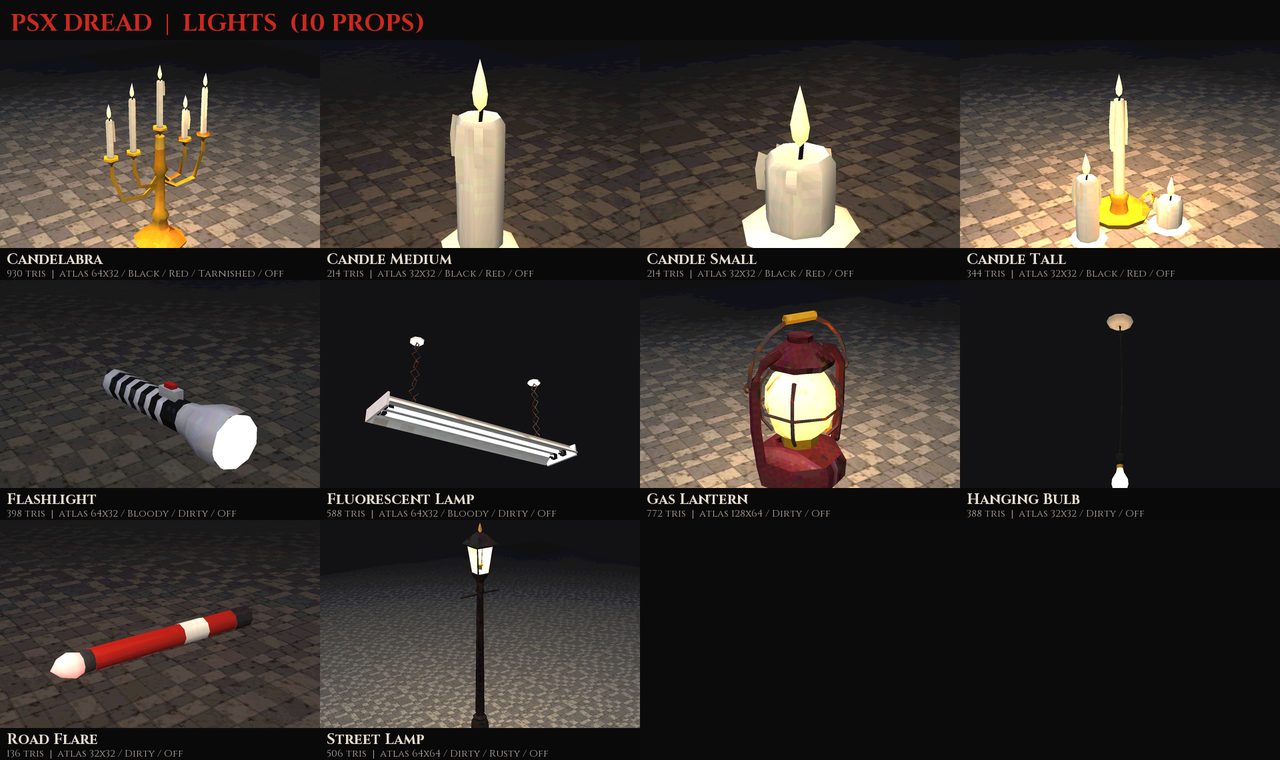 PSX DREAD | LIGHTS (10 PROPS)
CANDELABRA
930 TRIS | ATLAS 64X32 / BLACK / RED / TARNISHED / OFF
CANDLE MEDIUM
214 TRIS | ATLAS 32X32 / BLACK / RED / OFF
CANDLE SMALL
214 TRIS | ATLAS 32X32 / BLACK / RED / OFF
CANDLE TALL
344 TRIS | ATLAS 32X32 / BLACK / RED / OFF
FLASHLIGHT
398 TRIS | ATLAS 64X32 / BLOODY / DIRTY / OFF
FLUORESCENT LAMP
588 TRIS | ATLAS 64X32 / BLOODY / DIRTY / OFF
GAS LANTERN
772 TRIS | ATLAS 128X64 / DIRTY / OFF
HANGING BULB
388 TRIS | ATLAS 32X32 / DIRTY / OFF
ROAD FLARE
136 TRIS | ATLAS 32X32 / DIRTY / OFF
STREET LAMP
506 TRIS | ATLAS 64X64 / DIRTY / RUSTY / OFF